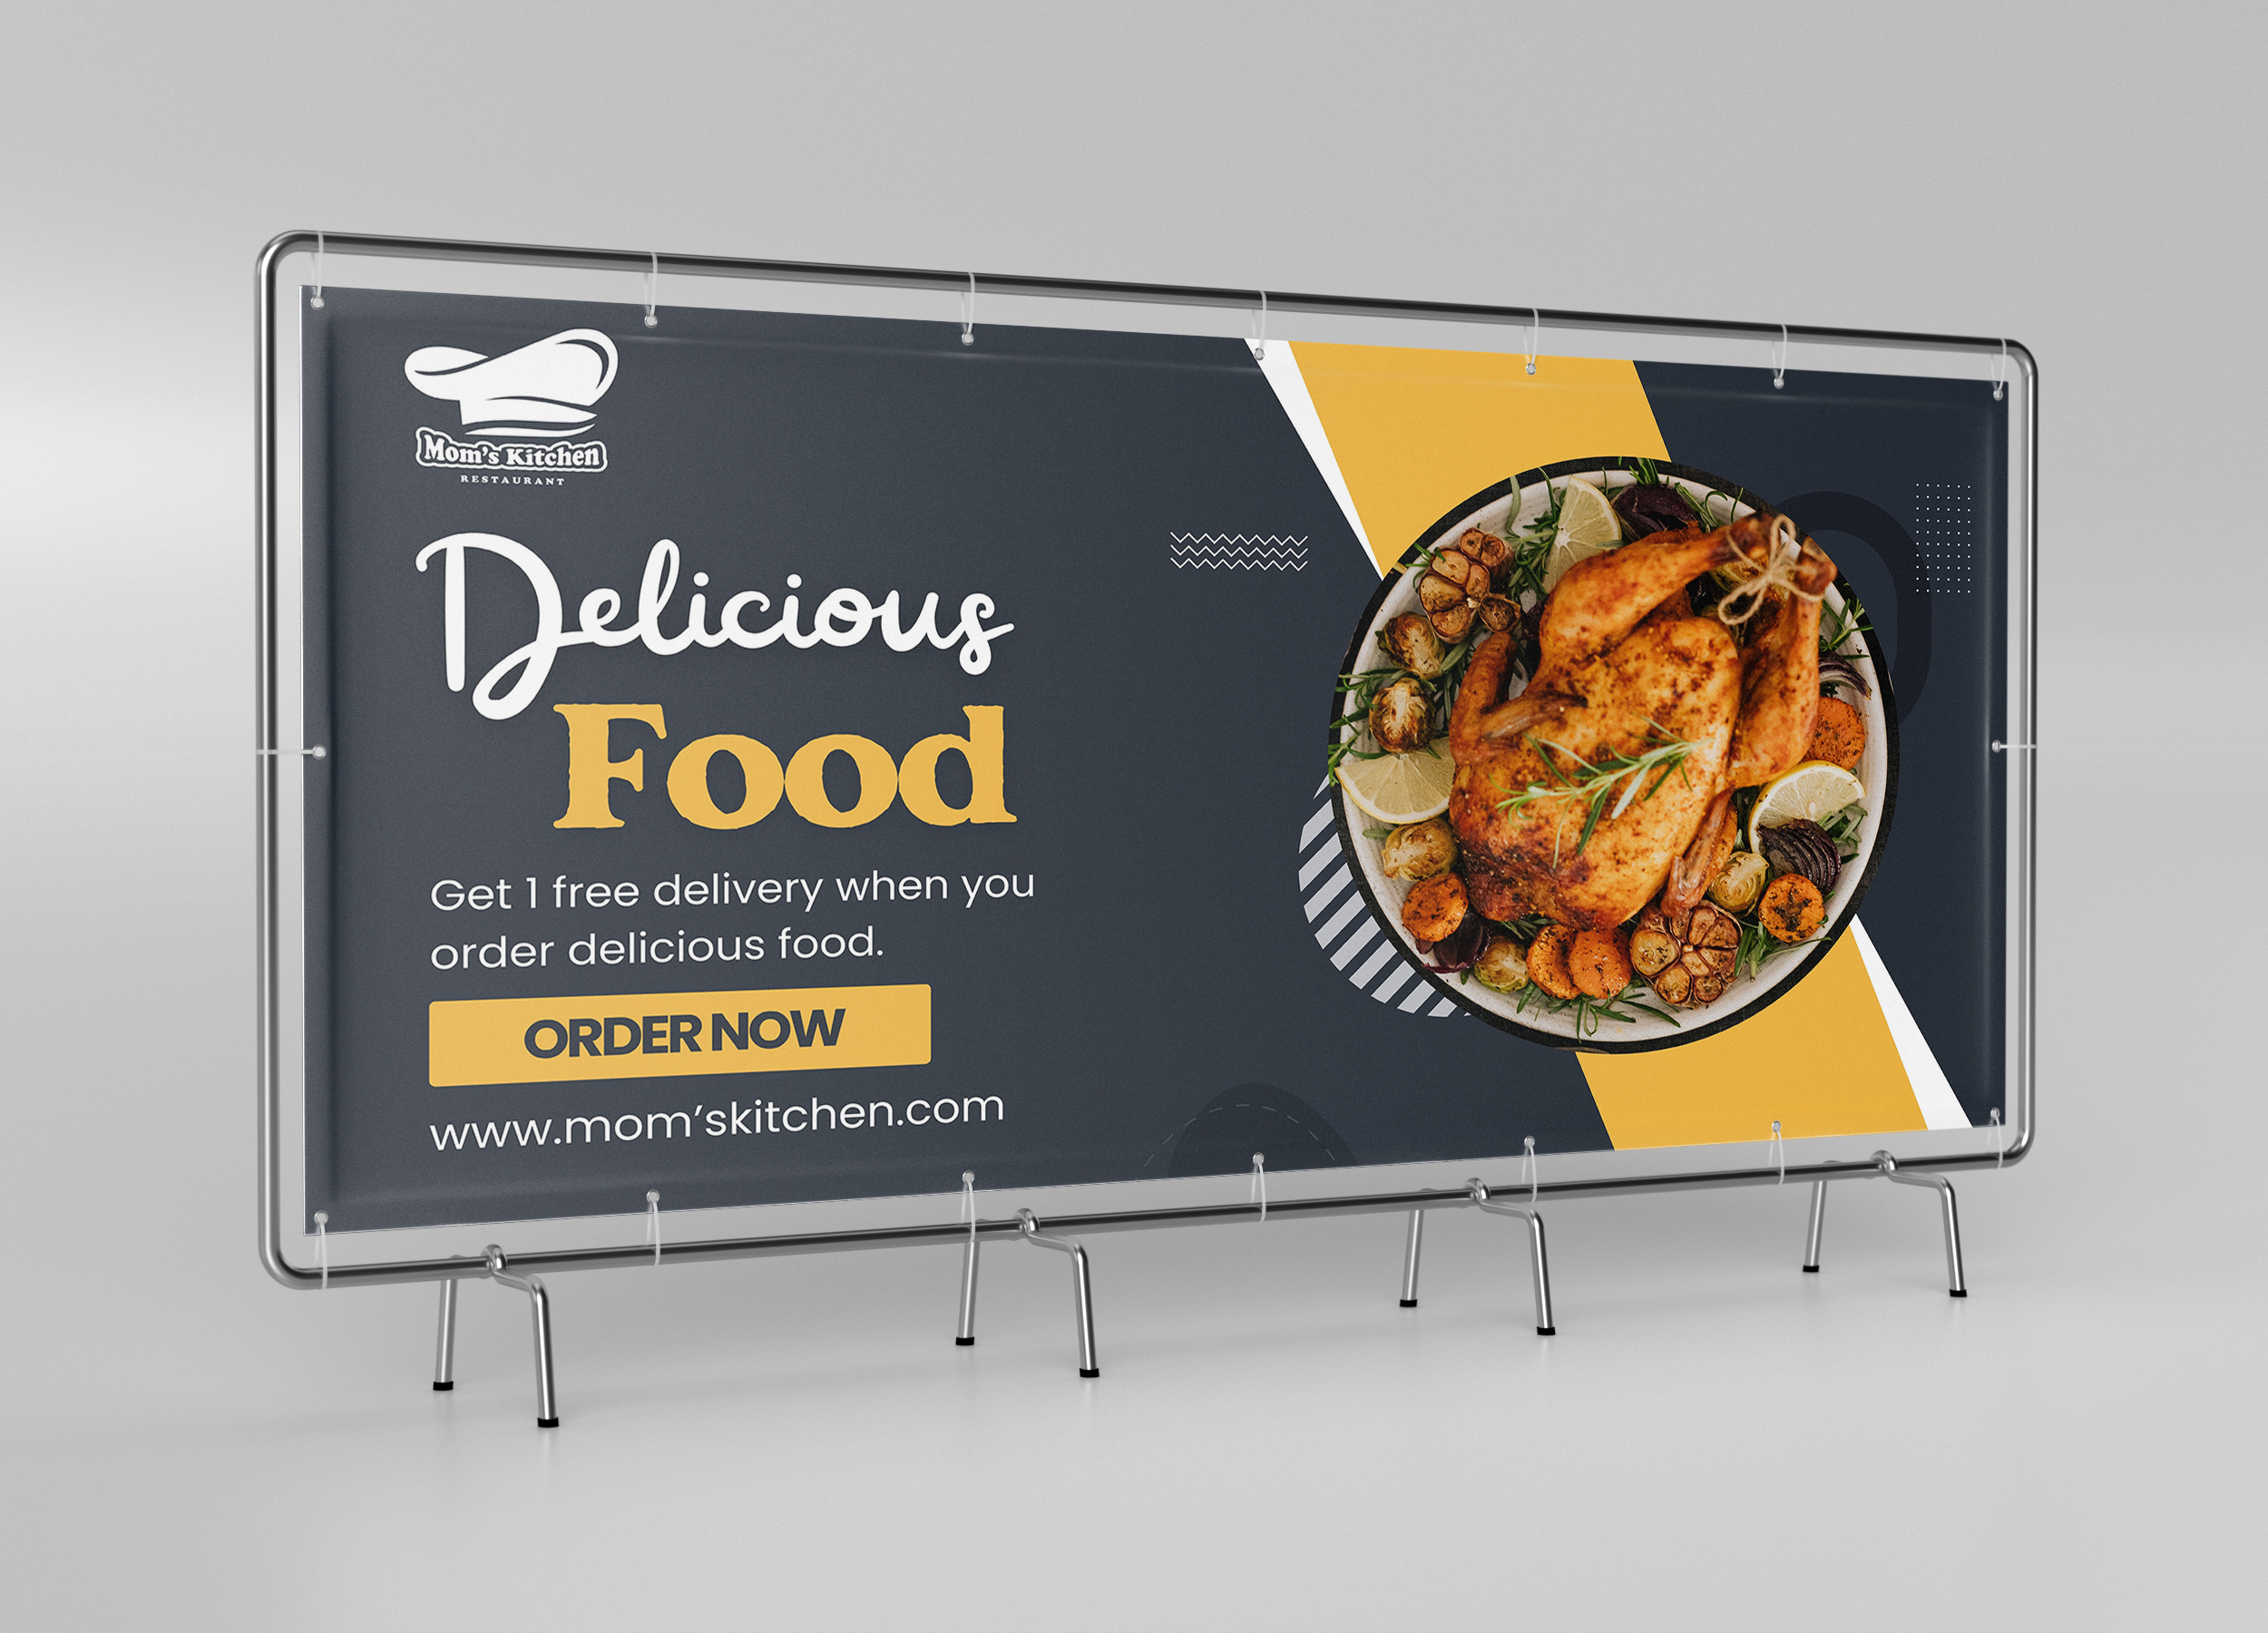 Mom's Kitchen
RESTAURANT
Delicious
Food
Get 1 free delivery when you
order delicious food.
ORDER NOW
www.mom’skitchen.com